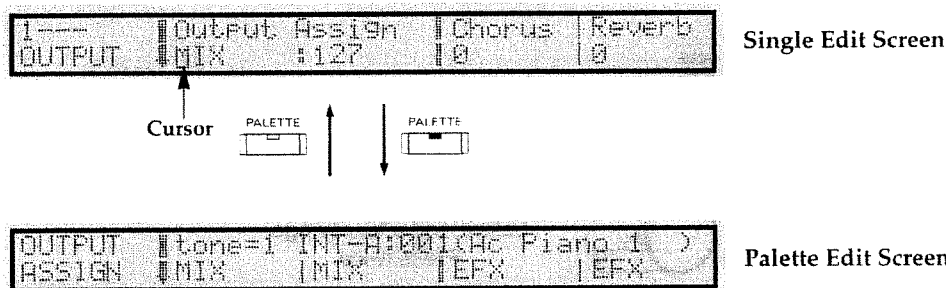 1--- Output Assign | Chorus | Reverb
OUTPUT MIX :127 0 | 0
Single Edit Screen
Cursor
PALETTE PALETTE
OUTPUT tone=1 INT-A:001(Ac Piano 1 )
ASSIGN MIX | MIX EFX | EFX
Palette Edit Screen